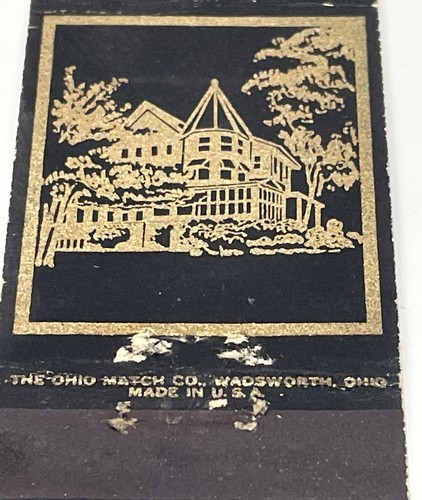 THE OHIO MATCH CO., WADSWORTH, OHIO
MADE IN U.S.A.